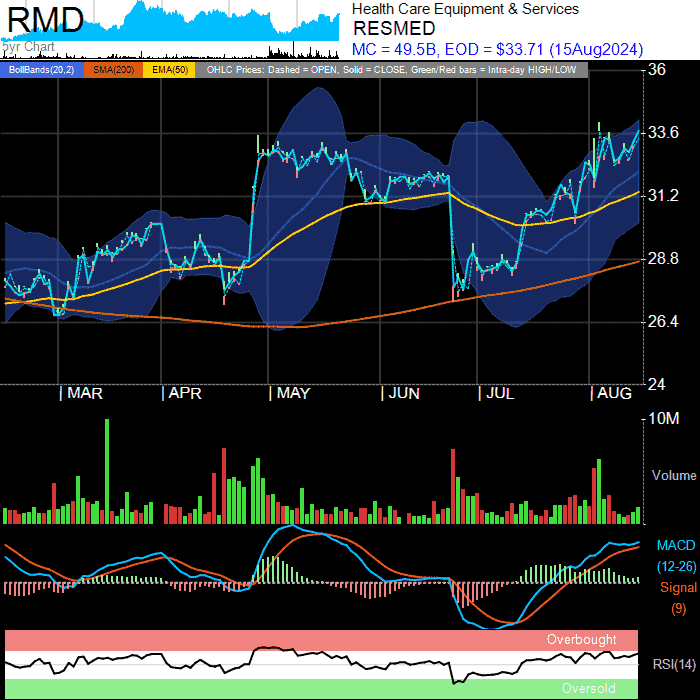 RMD
5yr Chart
Health Care Equipment & Services
RESMED
MC = 49.5B, EOD = $33.71 (15Aug2024)
BollBands(20,2) SMA(200) EMA(50) OHLC Prices: Dashed = OPEN, Solid = CLOSE, Green/Red bars = Intra-day HIGH/LOW
36
33.6
31.2
28.8
26.4
24
MAR APR MAY JUN JUL AUG
10M
Volume
MACD
(12-26)
Signal
(9)
Overbought
RSI(14)
Oversold